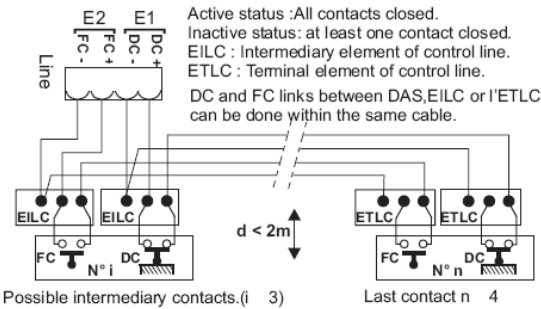 E2 E1
FC - FC + DC - DC +
Line
Active status :All contacts closed.
Inactive status: at least one contact closed.
EILC : Intermediary element of control line.
ETLC : Terminal element of control line.
DC and FC links between DAS,EILC or l'ETLC
can be done within the same cable.
EILC EILC ETLC ETLC
d < 2m
FC DC FC DC
N° i N° n
Possible intermediary contacts.(i 3) Last contact n 4